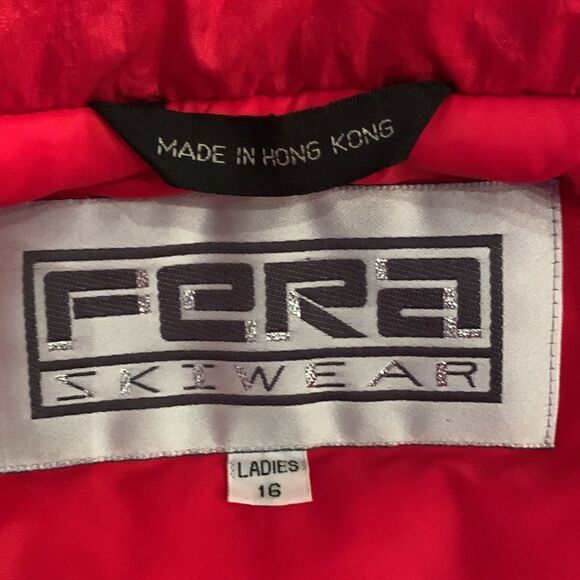 MADE IN HONG KONG
FERA
SKIWEAR
LADIES
16